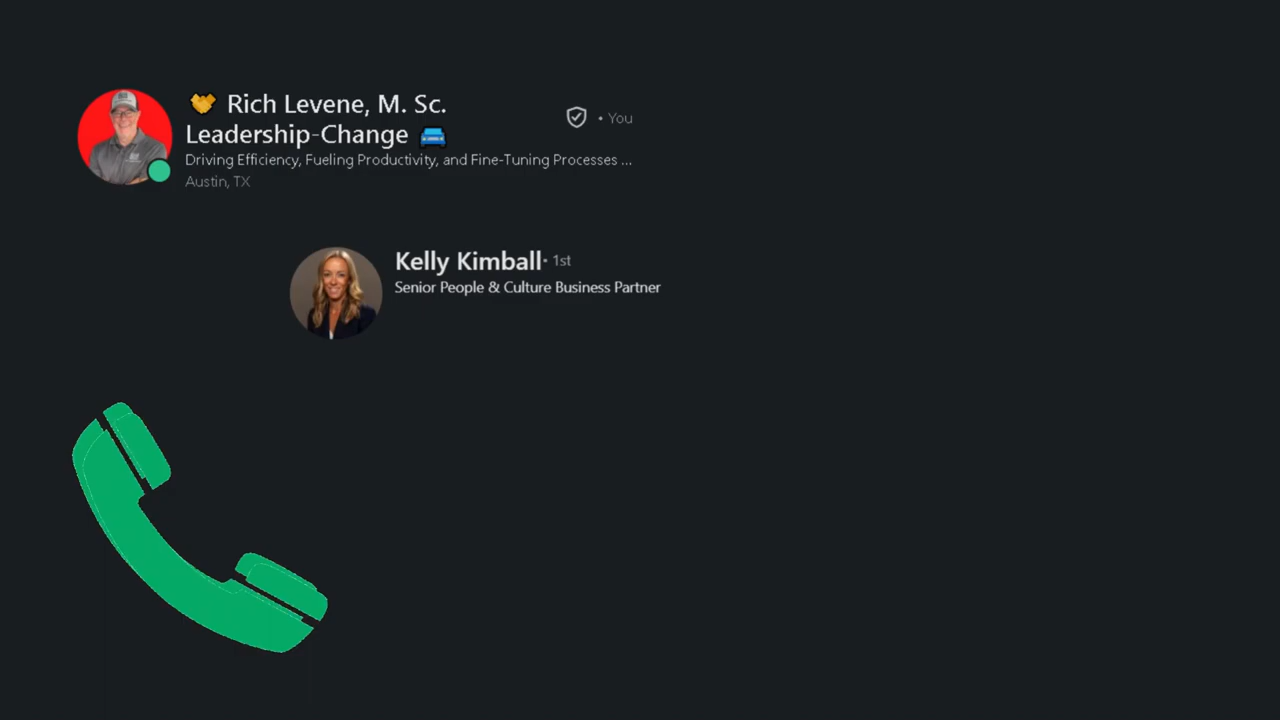 🤝 Rich Levene, M. Sc.
Leadership-Change 🚘
• You
Driving Efficiency, Fueling Productivity, and Fine-Tuning Processes ...
Austin, TX
Kelly Kimball • 1st
Senior People & Culture Business Partner